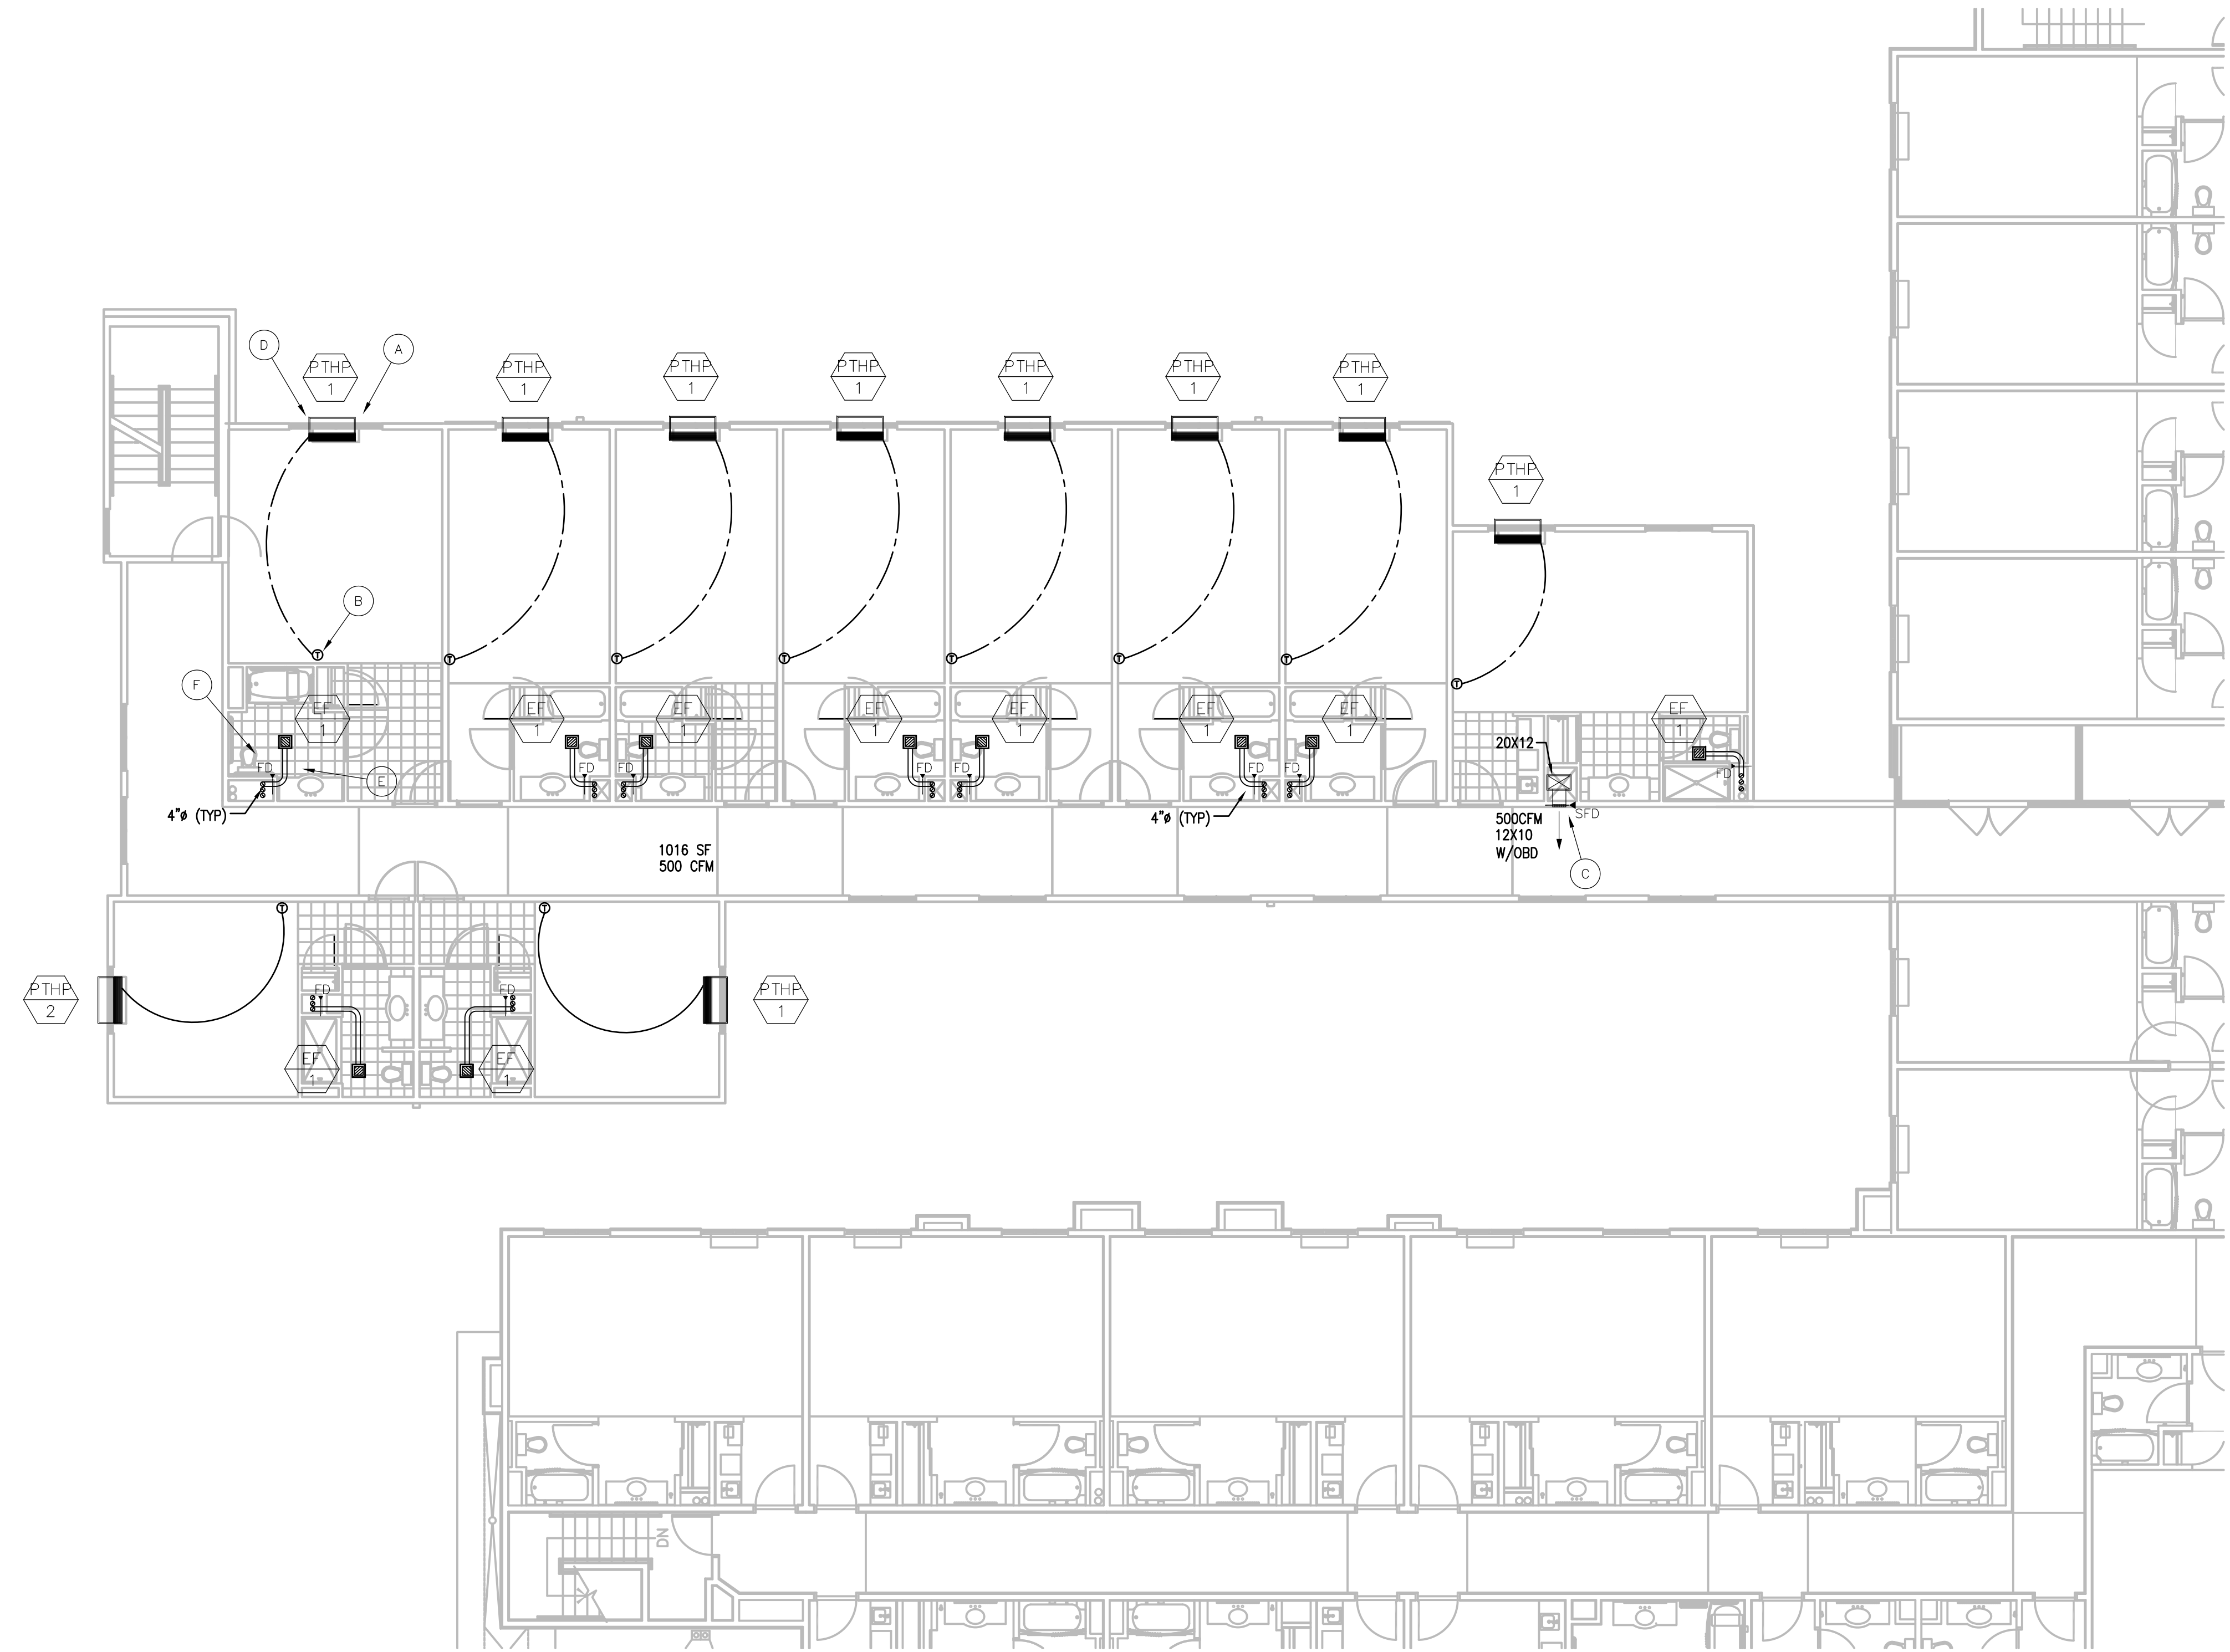 D
A
PTHP
1
PTHP
1
PTHP
1
PTHP
1
PTHP
1
PTHP
1
PTHP
1
PTHP
1
T
B
T
T
T
T
T
T
T
F
EF
1
EF
1
EF
1
EF
1
EF
1
EF
1
EF
1
EF
1
20X12
FD
FD
FD
FD
FD
FD
FD
FD
E
4"ø (TYP)
4"ø (TYP)
500CFM
12X10
W/OBD
SFD
C
1016 SF
500 CFM
T
T
PTHP
2
FD
FD
PTHP
1
EF
1
EF
1
DN